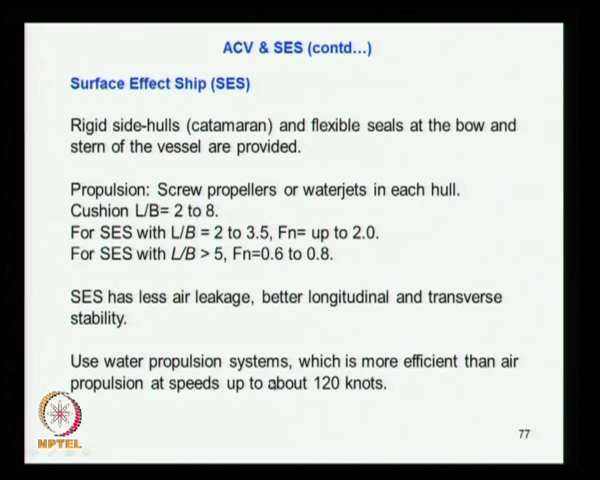 ACV & SES (contd...)
Surface Effect Ship (SES)
Rigid side-hulls (catamaran) and flexible seals at the bow and
stern of the vessel are provided.
Propulsion: Screw propellers or waterjets in each hull.
Cushion L/B= 2 to 8.
For SES with L/B = 2 to 3.5, Fn= up to 2.0.
For SES with L/B > 5, Fn=0.6 to 0.8.
SES has less air leakage, better longitudinal and transverse
stability.
Use water propulsion systems, which is more efficient than air
propulsion at speeds up to about 120 knots.
NPTEL
77